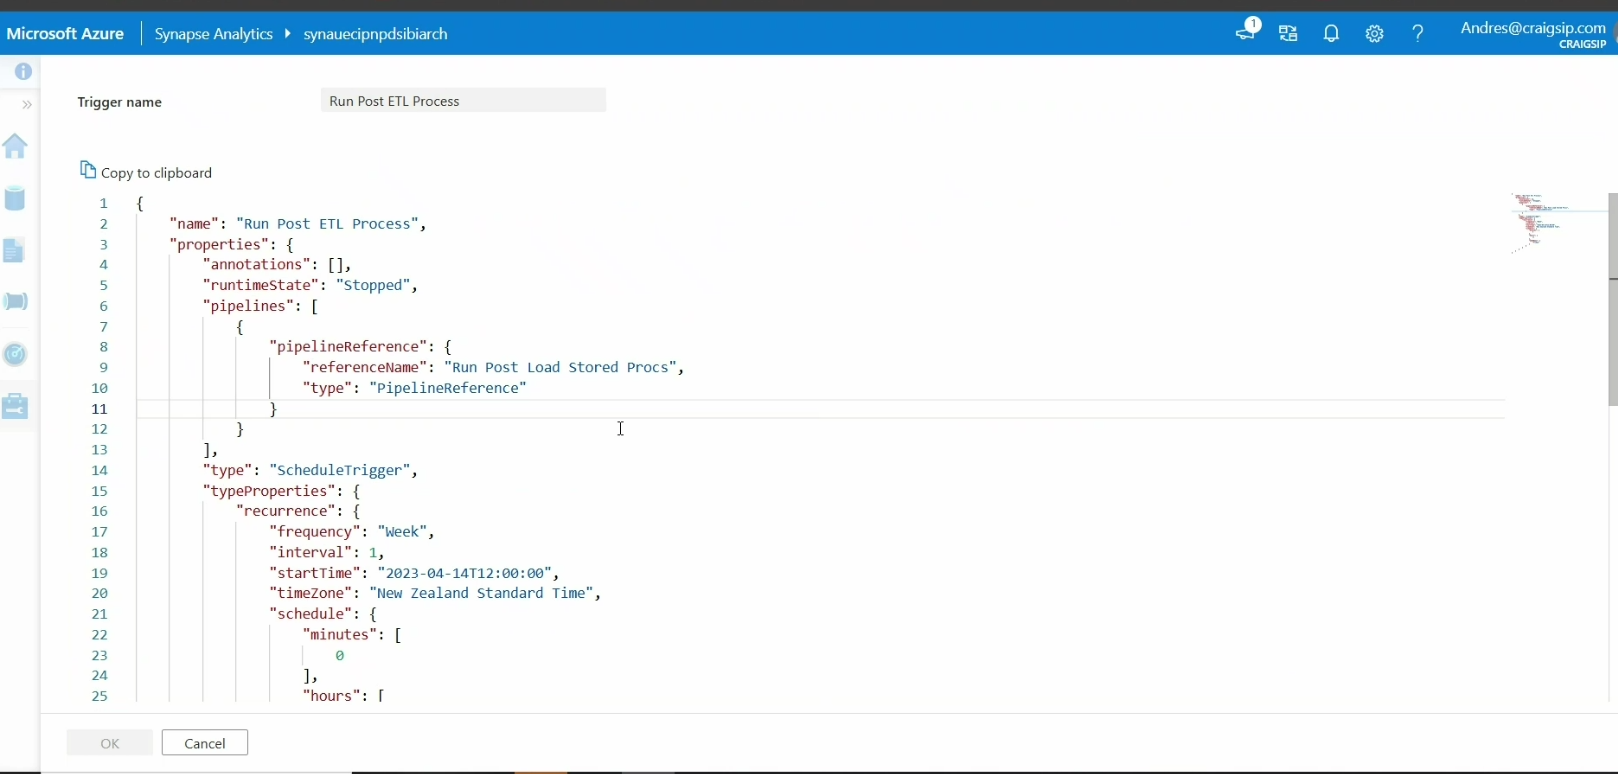 Microsoft Azure Synapse Analytics synauecipnpdsibiarch 1 Andres@craigsip.com
CRAIGSIP
Trigger name Run Post ETL Process
Copy to clipboard
1 {
2 "name": "Run Post ETL Process",
3 "properties": {
4 "annotations": [],
5 "runtimeState": "Stopped",
6 "pipelines": [
7 {
8 "pipelineReference": {
9 "referenceName": "Run Post Load Stored Procs",
10 "type": "PipelineReference"
11 }
12 }
13 ],
14 "type": "ScheduleTrigger",
15 "typeProperties": {
16 "recurrence": {
17 "frequency": "Week",
18 "interval": 1,
19 "startTime": "2023-04-14T12:00:00",
20 "timeZone": "New Zealand Standard Time",
21 "schedule": {
22 "minutes": [
23 0
24 ],
25 "hours": [
OK Cancel